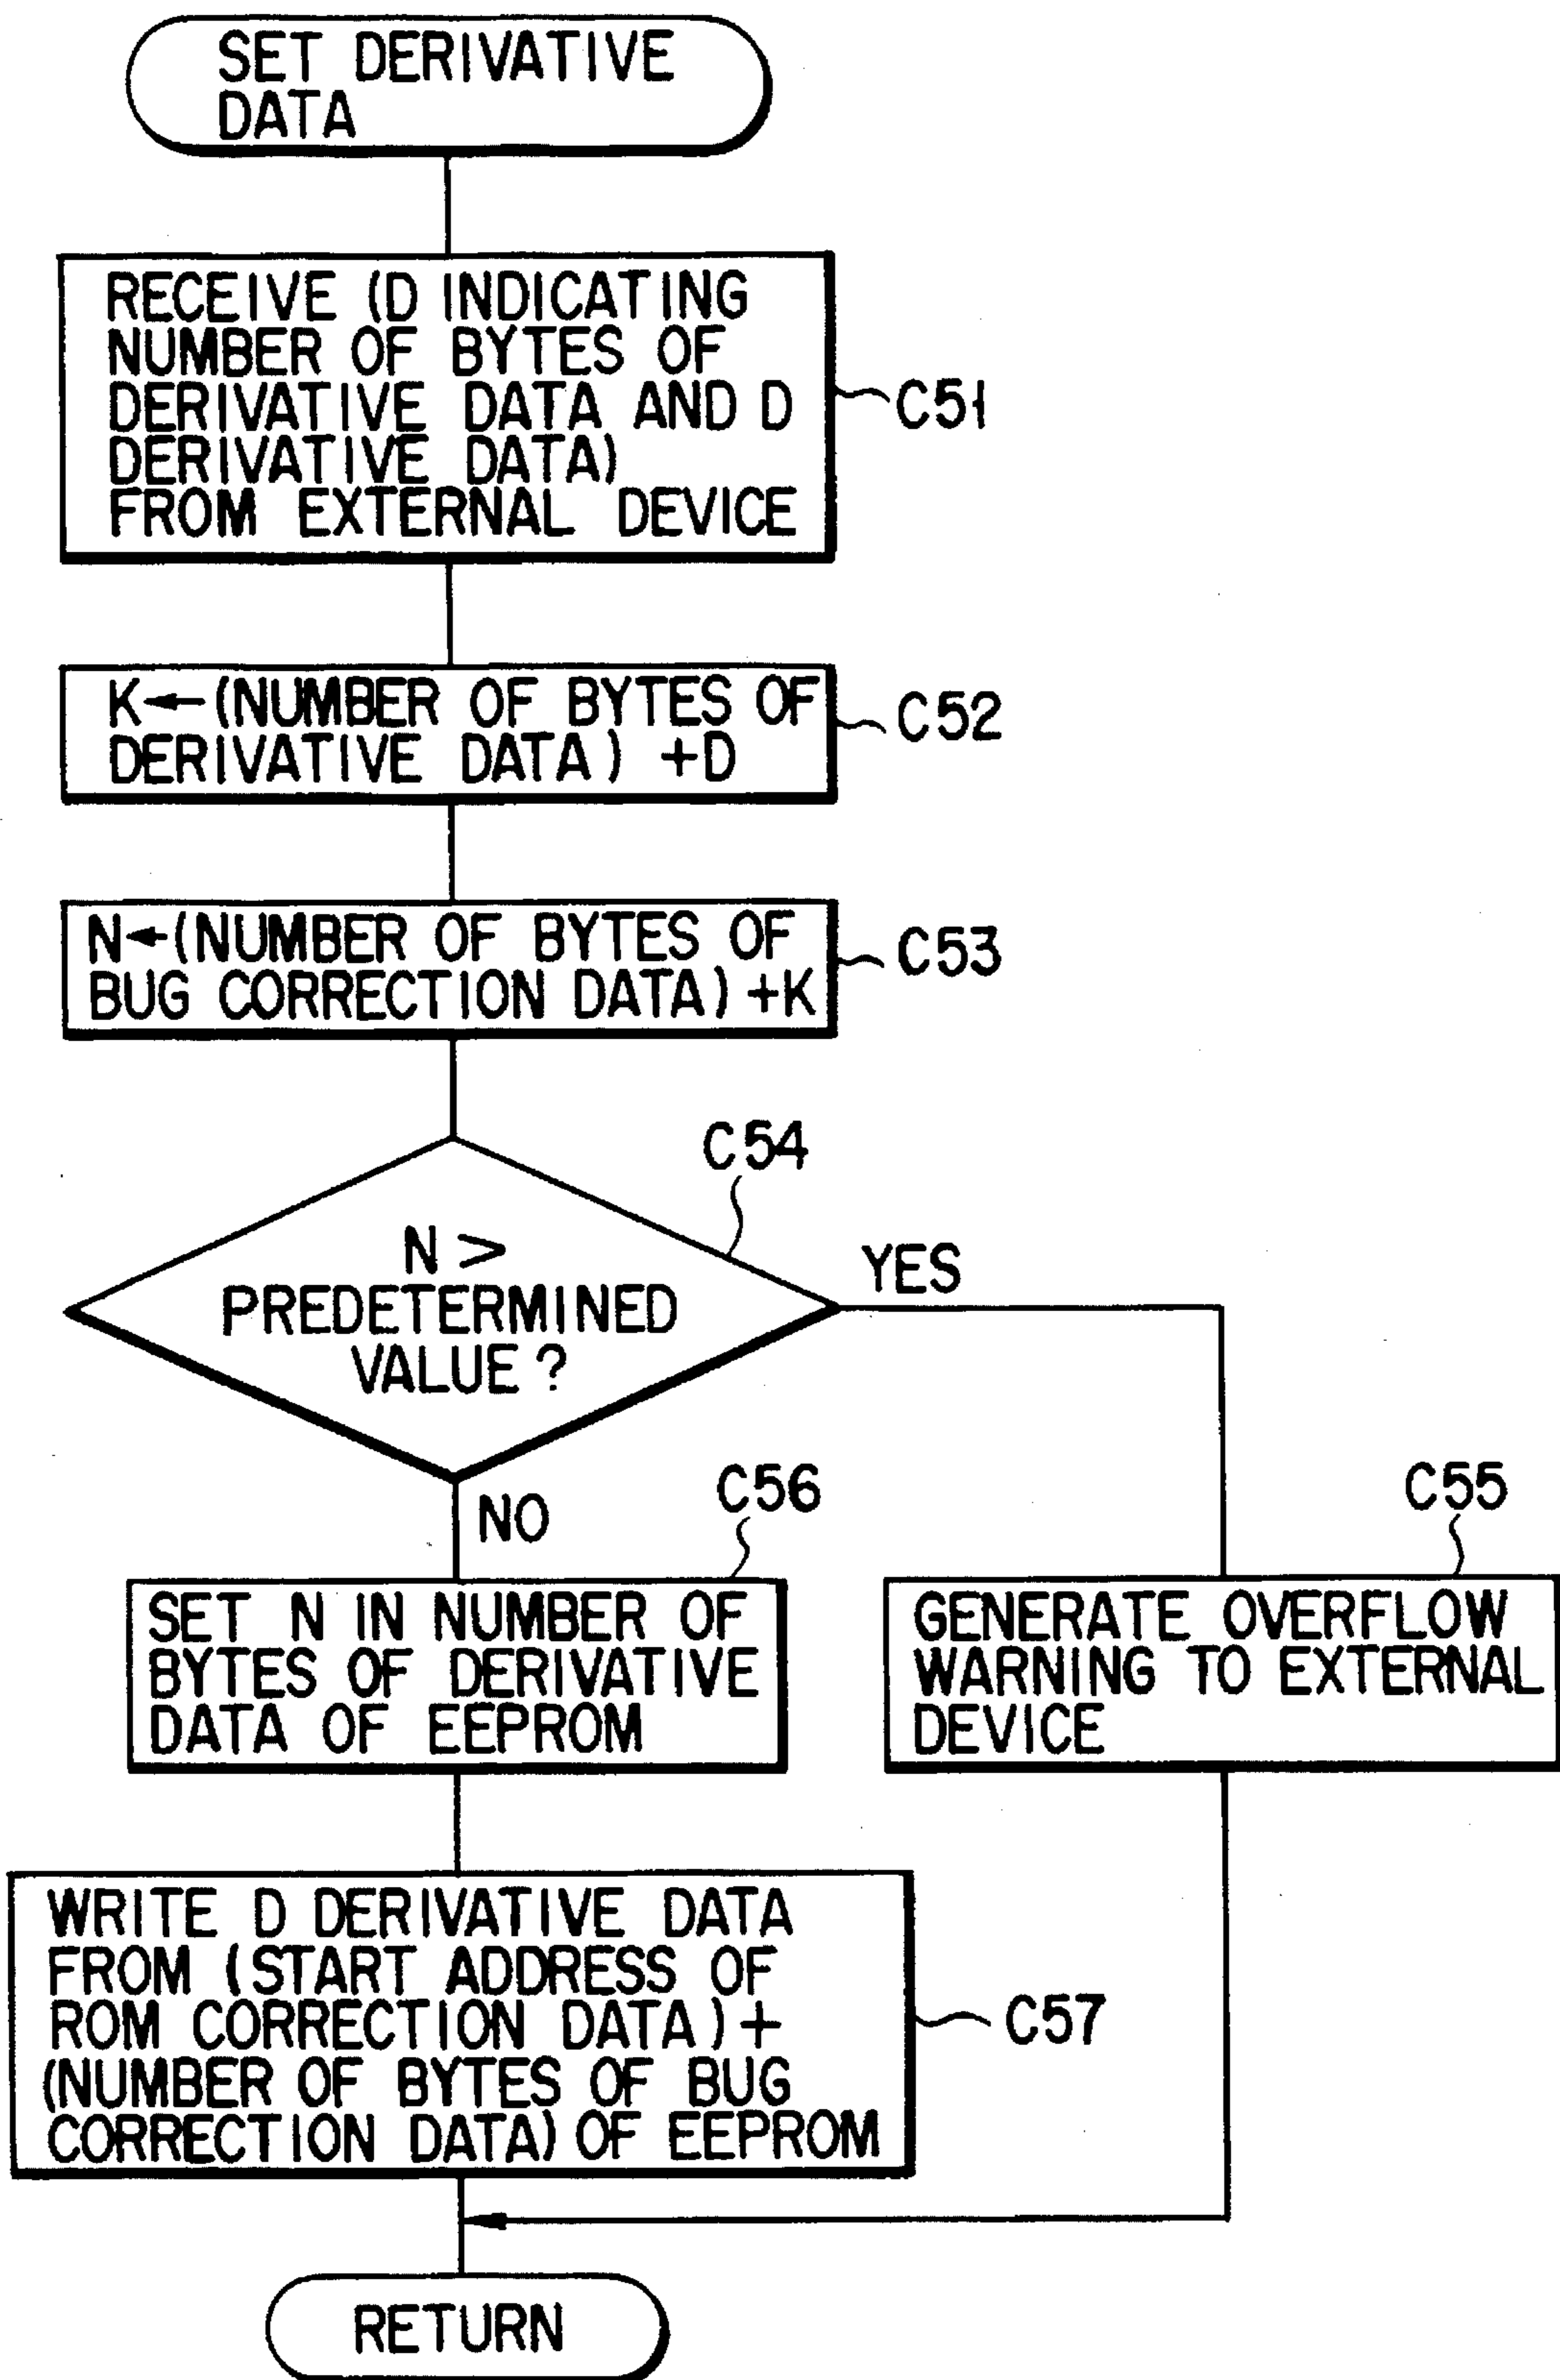 SET DERIVATIVE
DATA
RECEIVE (D INDICATING
NUMBER OF BYTES OF
DERIVATIVE DATA AND D
DERIVATIVE DATA)
FROM EXTERNAL DEVICE
C51
K←(NUMBER OF BYTES OF
DERIVATIVE DATA) +D
C52
N←(NUMBER OF BYTES OF
BUG CORRECTION DATA)+K
C53
C54
N >
PREDETERMINED
VALUE?
YES
NO
C56
SET N IN NUMBER OF
BYTES OF DERIVATIVE
DATA OF EEPROM
C55
GENERATE OVERFLOW
WARNING TO EXTERNAL
DEVICE
WRITE D DERIVATIVE DATA
FROM (START ADDRESS OF
ROM CORRECTION DATA)+
(NUMBER OF BYTES OF BUG
CORRECTION DATA) OF EEPROM
C57
RETURN